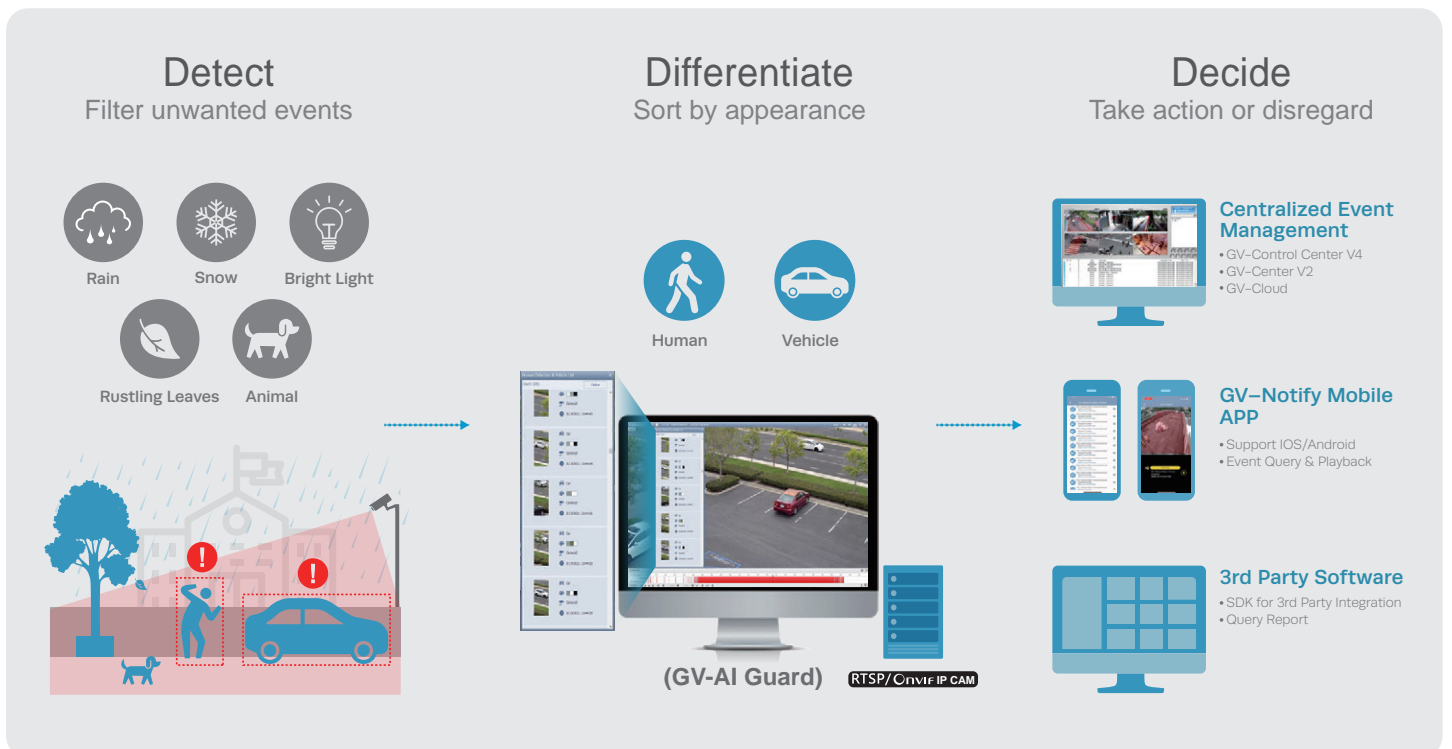 Detect
Filter unwanted events
Rain
Snow
Bright Light
Rustling Leaves
Animal
!
!
Differentiate
Sort by appearance
Human
Vehicle
(GV-AI Guard)
RTSP/ONVIF IP CAM
Decide
Take action or disregard
Centralized Event
Management
• GV-Control Center V4
• GV-Center V2
• GV-Cloud
GV-Notify Mobile
APP
• Support IOS/Android
• Event Query & Playback
3rd Party Software
• SDK for 3rd Party Integration
• Query Report